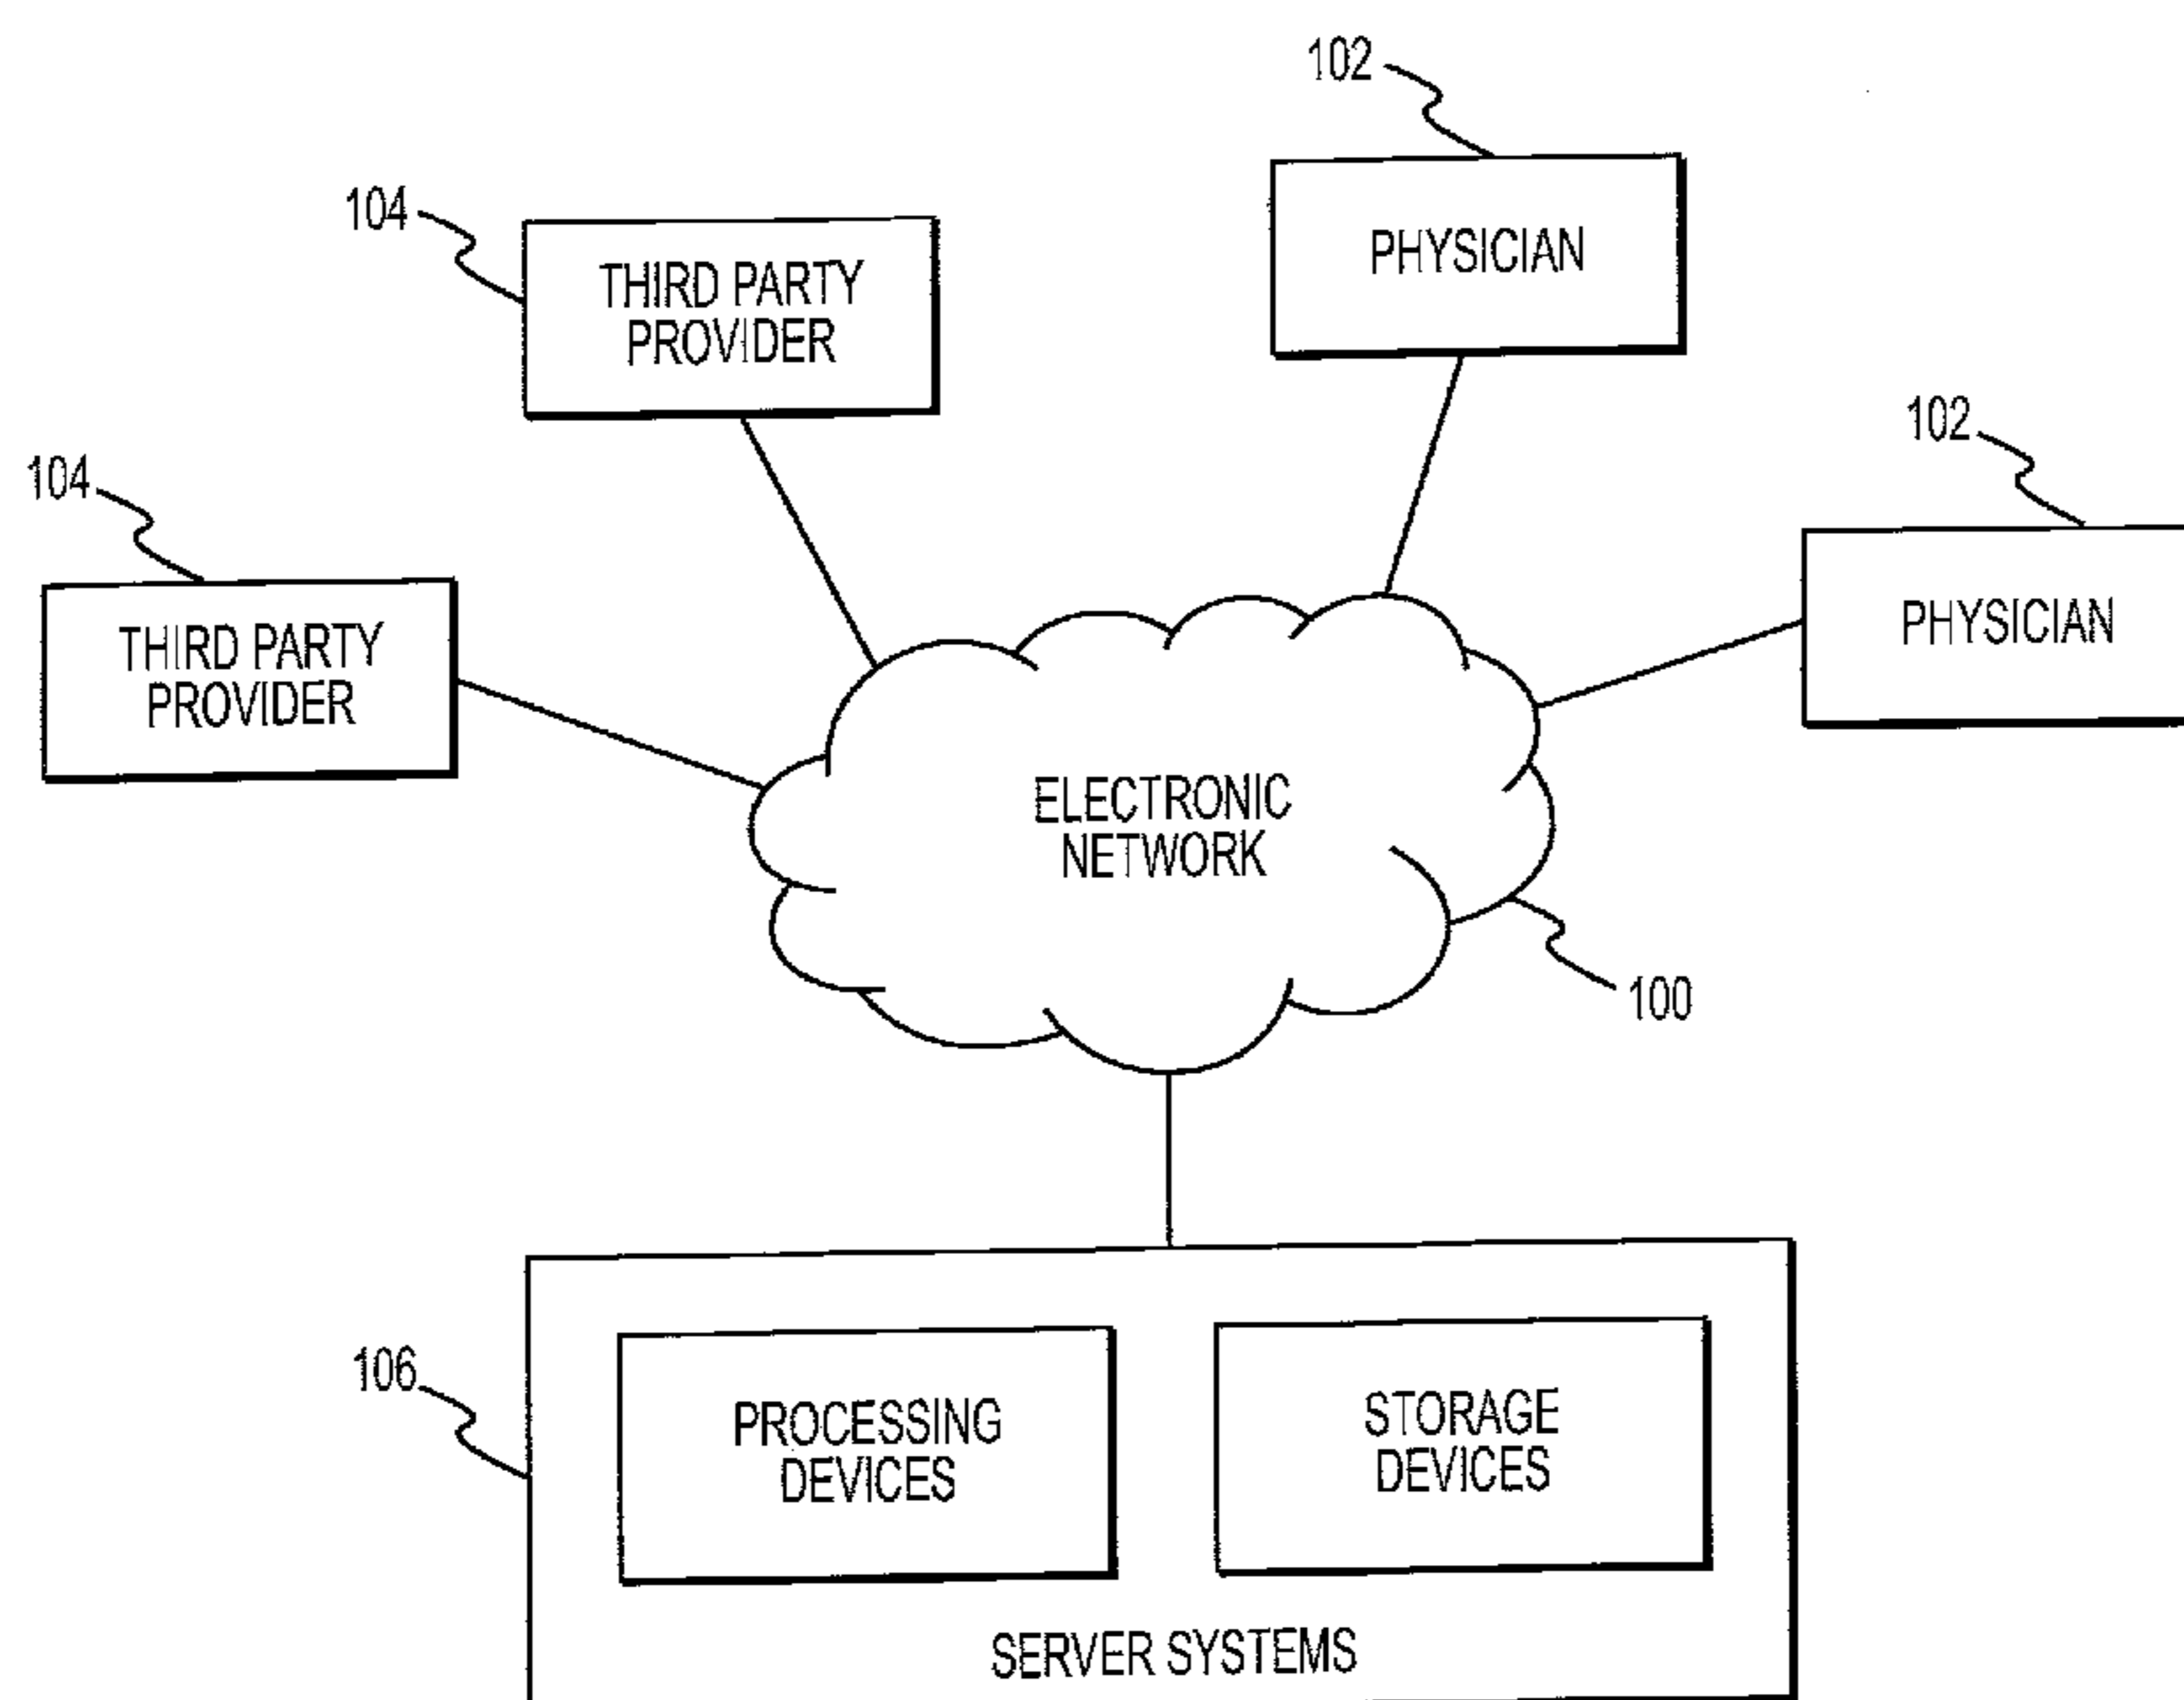 102
104
PHYSICIAN
THIRD PARTY
PROVIDER
102
104
PHYSICIAN
THIRD PARTY
PROVIDER
ELECTRONIC
NETWORK
100
106
PROCESSING
DEVICES
STORAGE
DEVICES
SERVER SYSTEMS